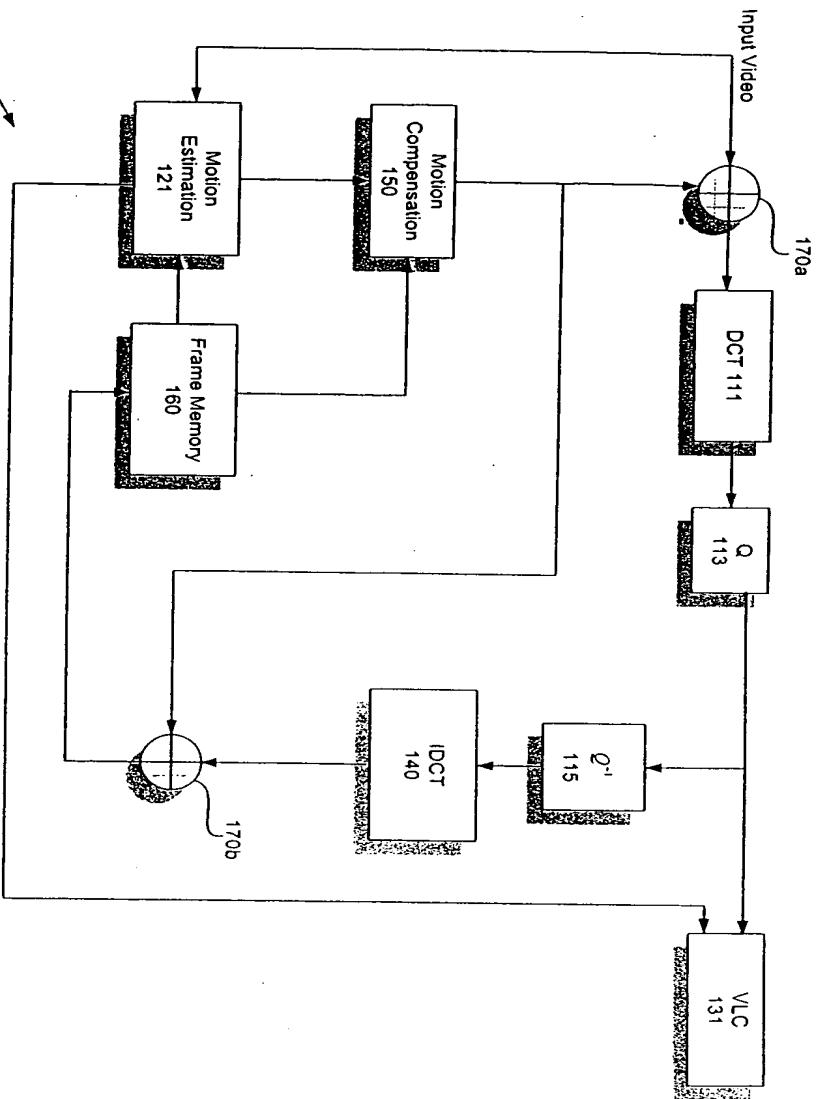 Input Video
170a
DCT 111
Q
113
VLC
131
Motion
Compensation
150
Q⁻¹
115
IDCT
140
Motion
Estimation
121
Frame Memory
160
170b